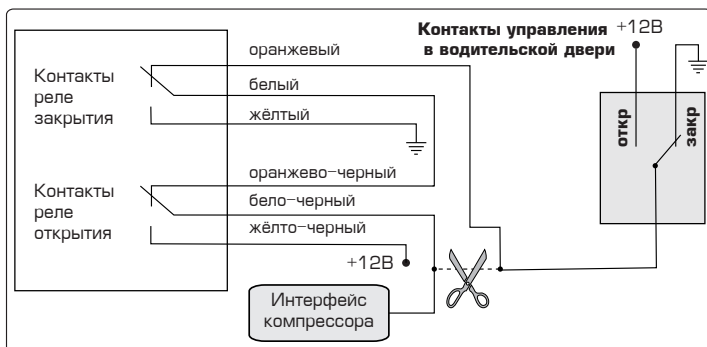 Контакты управления
в водительской двери
+12В
оранжевый
Контакты
реле
закрытия
белый
жёлтый
откр
закр
оранжево-черный
Контакты
реле
открытия
бело-черный
жёлто-черный
+12В
Интерфейс
компрессора